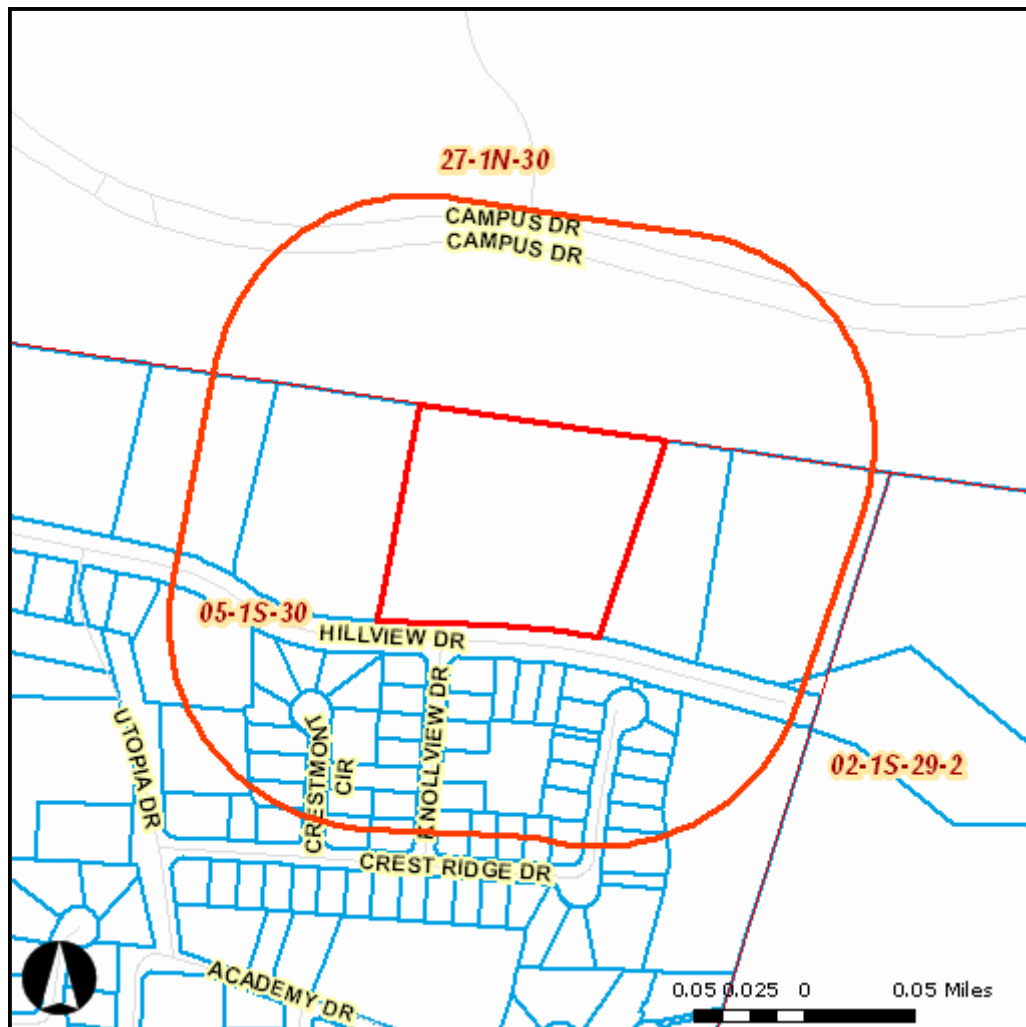 27-1N-30
CAMPUS DR
CAMPUS DR
05-1S-30
HILLVIEW DR
UTOPIA DR
CRESTMONT
CIR
KNOLLVIEW DR
02-1S-29-2
CREST RIDGE DR
ACADEMY DR
0.05 0.025 0 0.05 Miles